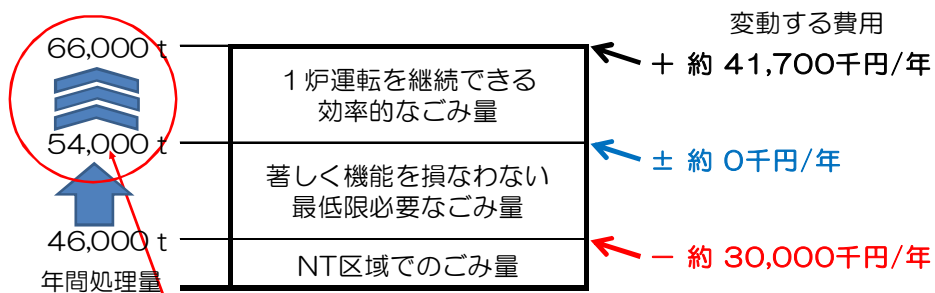 変動する費用
66,000 t
＋ 約 41,700千円/年
１炉運転を継続できる
効率的なごみ量
54,000 t
± 約 0千円/年
著しく機能を損なわない
最低限必要なごみ量
46,000 t
－ 約 30,000千円/年
NT区域でのごみ量
年間処理量